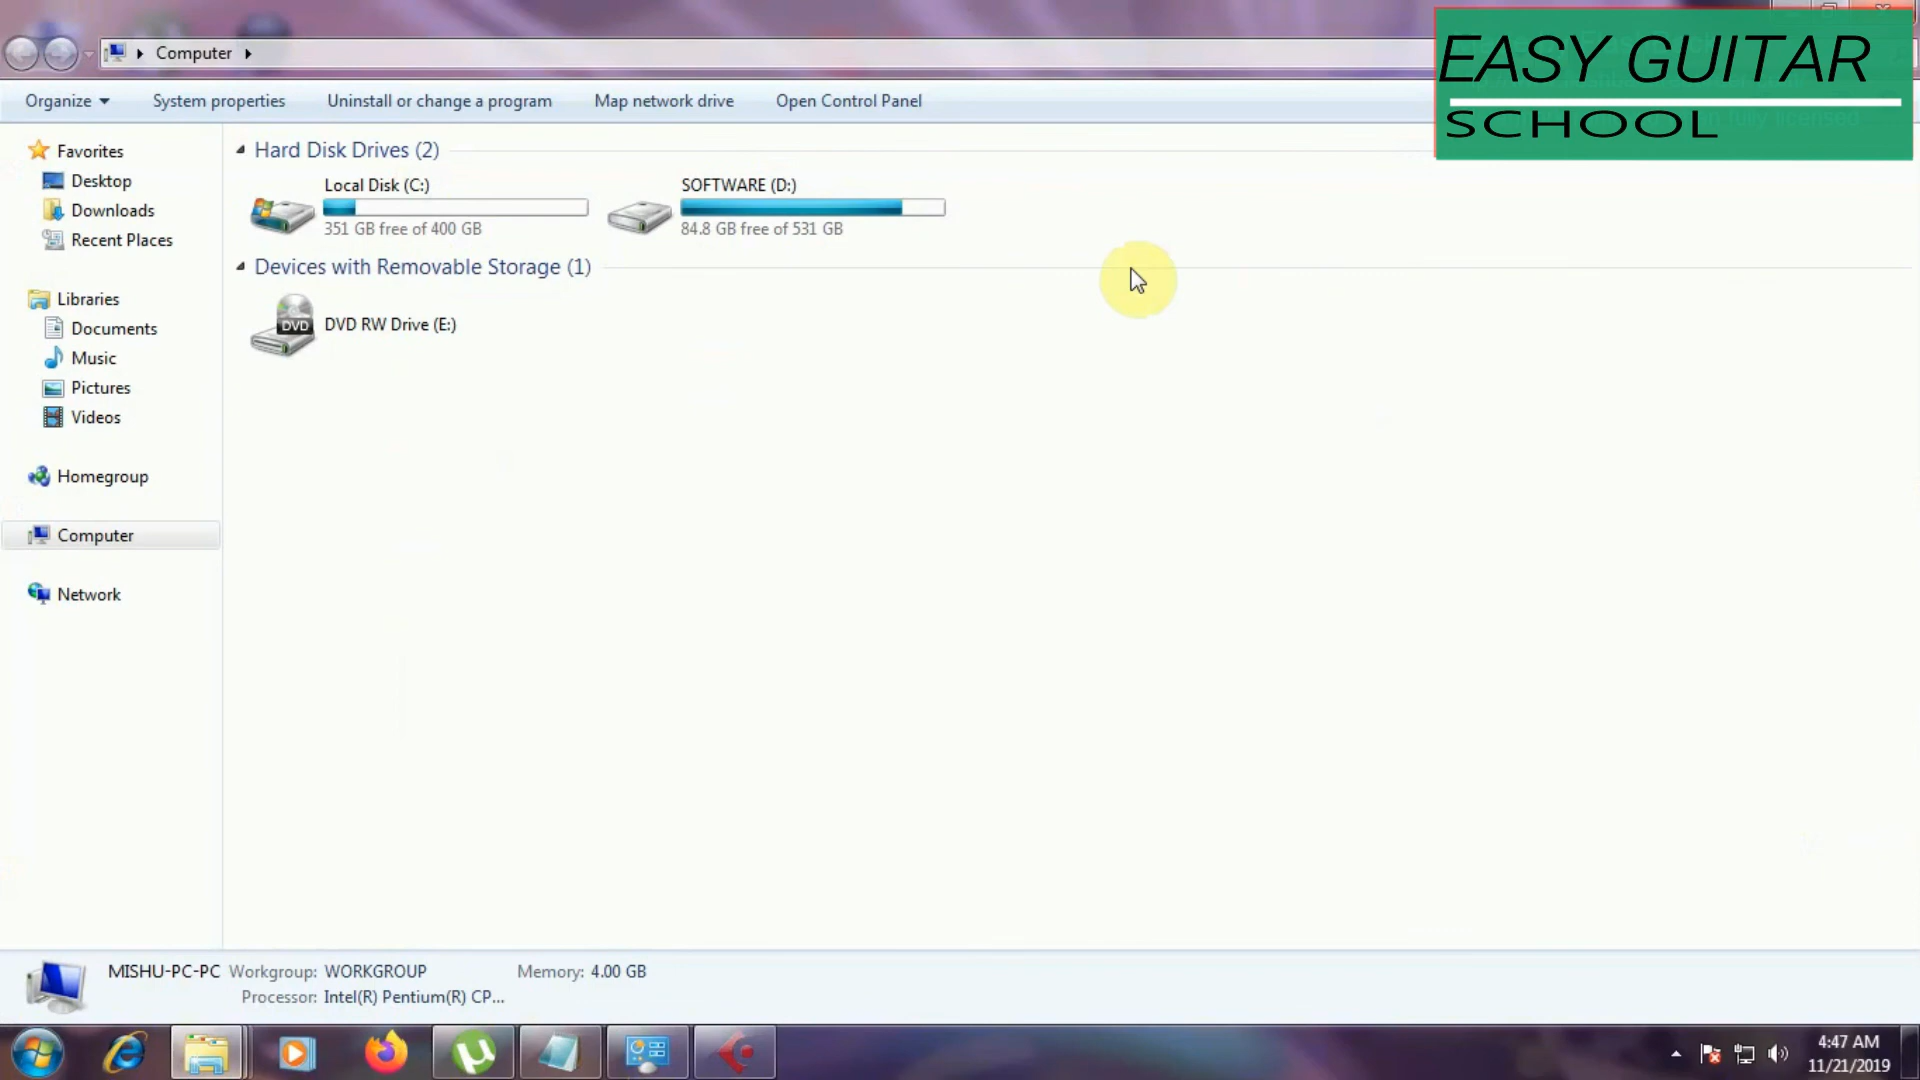 Computer
EASY GUITAR
SCHOOL
Organize
System properties
Uninstall or change a program
Map network drive
Open Control Panel
Favorites
Desktop
Downloads
Recent Places
Libraries
Documents
Music
Pictures
Videos
Homegroup
Computer
Network
Hard Disk Drives (2)
Local Disk (C:)
351 GB free of 400 GB
SOFTWARE (D:)
84.8 GB free of 531 GB
Devices with Removable Storage (1)
DVD
DVD RW Drive (E:)
MISHU-PC-PC Workgroup: WORKGROUP Memory: 4.00 GB
Processor: Intel(R) Pentium(R) CP...
4:47 AM
11/21/2019